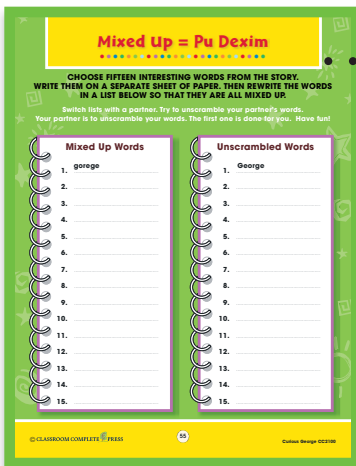 Mixed Up = Pu Dexim
CHOOSE FIFTEEN INTERESTING WORDS FROM THE STORY.
WRITE THEM ON A SEPARATE SHEET OF PAPER. THEN REWRITE THE WORDS
IN A LIST BELOW SO THAT THEY ARE ALL MIXED UP.
Switch lists with a partner. Try to unscramble your partner's words.
Your partner is to unscramble your words. The first one is done for you. Have fun!
Mixed Up Words
1. gorege
2.
3.
4.
5.
6.
7.
8.
9.
10.
11.
12.
13.
14.
15.
Unscrambled Words
1. George
2.
3.
4.
5.
6.
7.
8.
9.
10.
11.
12.
13.
14.
15.
© CLASSROOM COMPLETE PRESS
55
Curious George CC2100